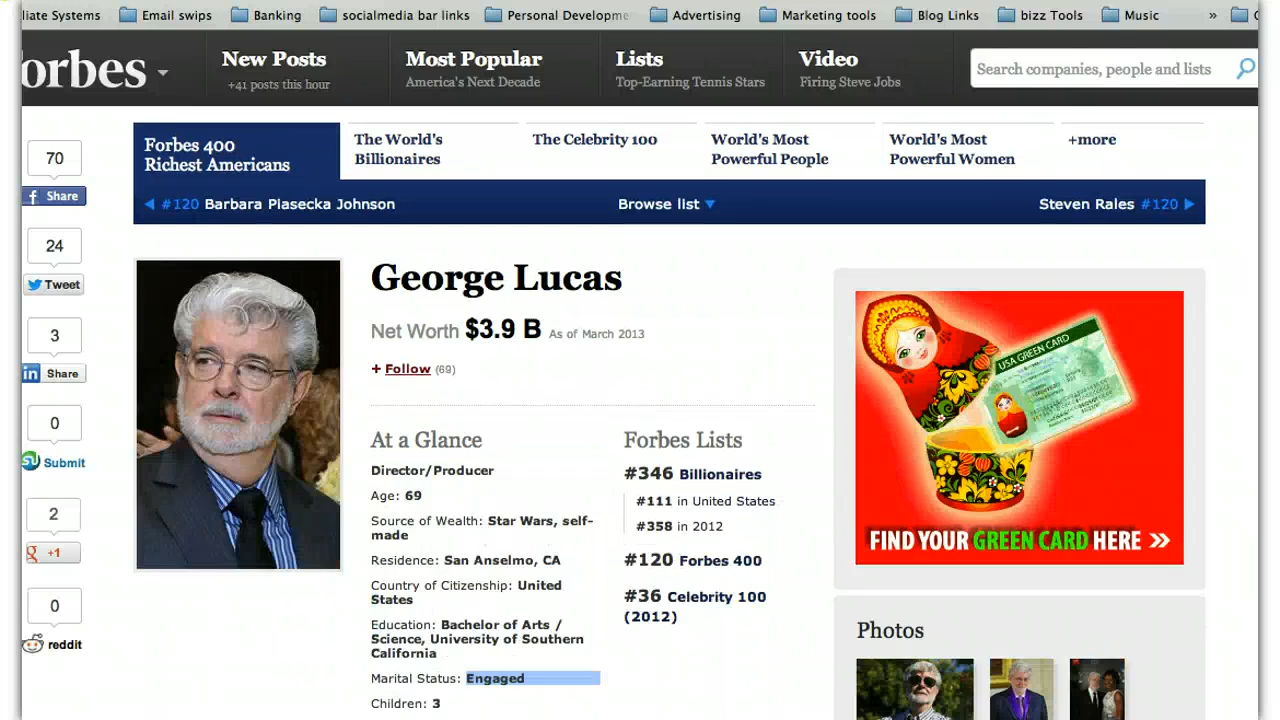 liate Systems Email swips Banking socialmedia bar links Personal Developme Advertising Marketing tools Blog Links bizz Tools Music »
orbes New Posts Most Popular Lists Video Search companies, people and lists
+41 posts this hour America's Next Decade Top-Earning Tennis Stars Firing Steve Jobs
Forbes 400 Richest Americans
The World's Billionaires
The Celebrity 100
World's Most Powerful People
World's Most Powerful Women
+more
#120 Barbara Piasecka Johnson Browse list Steven Rales #120
70
Share
24
Tweet
3
in Share
0
Submit
2
g +1
0
reddit
George Lucas
Net Worth $3.9 B As of March 2013
+ Follow (69)
At a Glance
Director/Producer
Age: 69
Source of Wealth: Star Wars, self-
made
Residence: San Anselmo, CA
Country of Citizenship: United
States
Education: Bachelor of Arts /
Science, University of Southern
California
Marital Status: Engaged
Children: 3
Forbes Lists
#346 Billionaires
#111 in United States
#358 in 2012
#120 Forbes 400
#36 Celebrity 100
(2012)
USA GREEN CARD
FIND YOUR GREEN CARD HERE >>
Photos